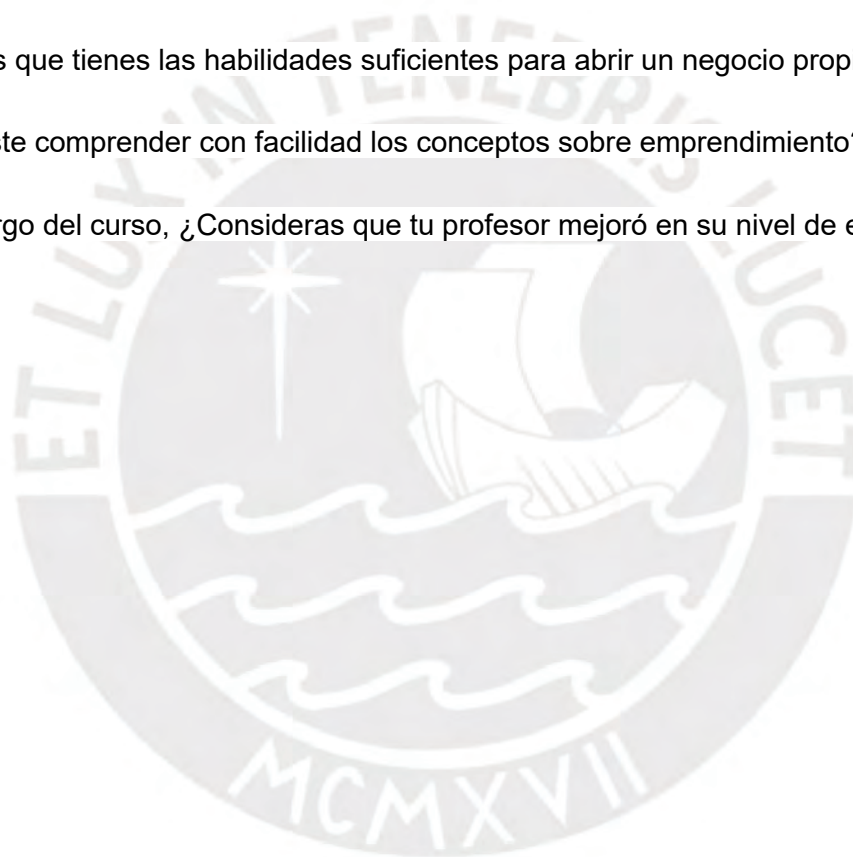 s que tienes las habilidades suficientes para abrir un negocio prop
ste comprender con facilidad los conceptos sobre emprendimiento?
rgo del curso, ¿Consideras que tu profesor mejoró en su nivel de e
ET LUX IN TENEBRIS LUCET
MCMXVII